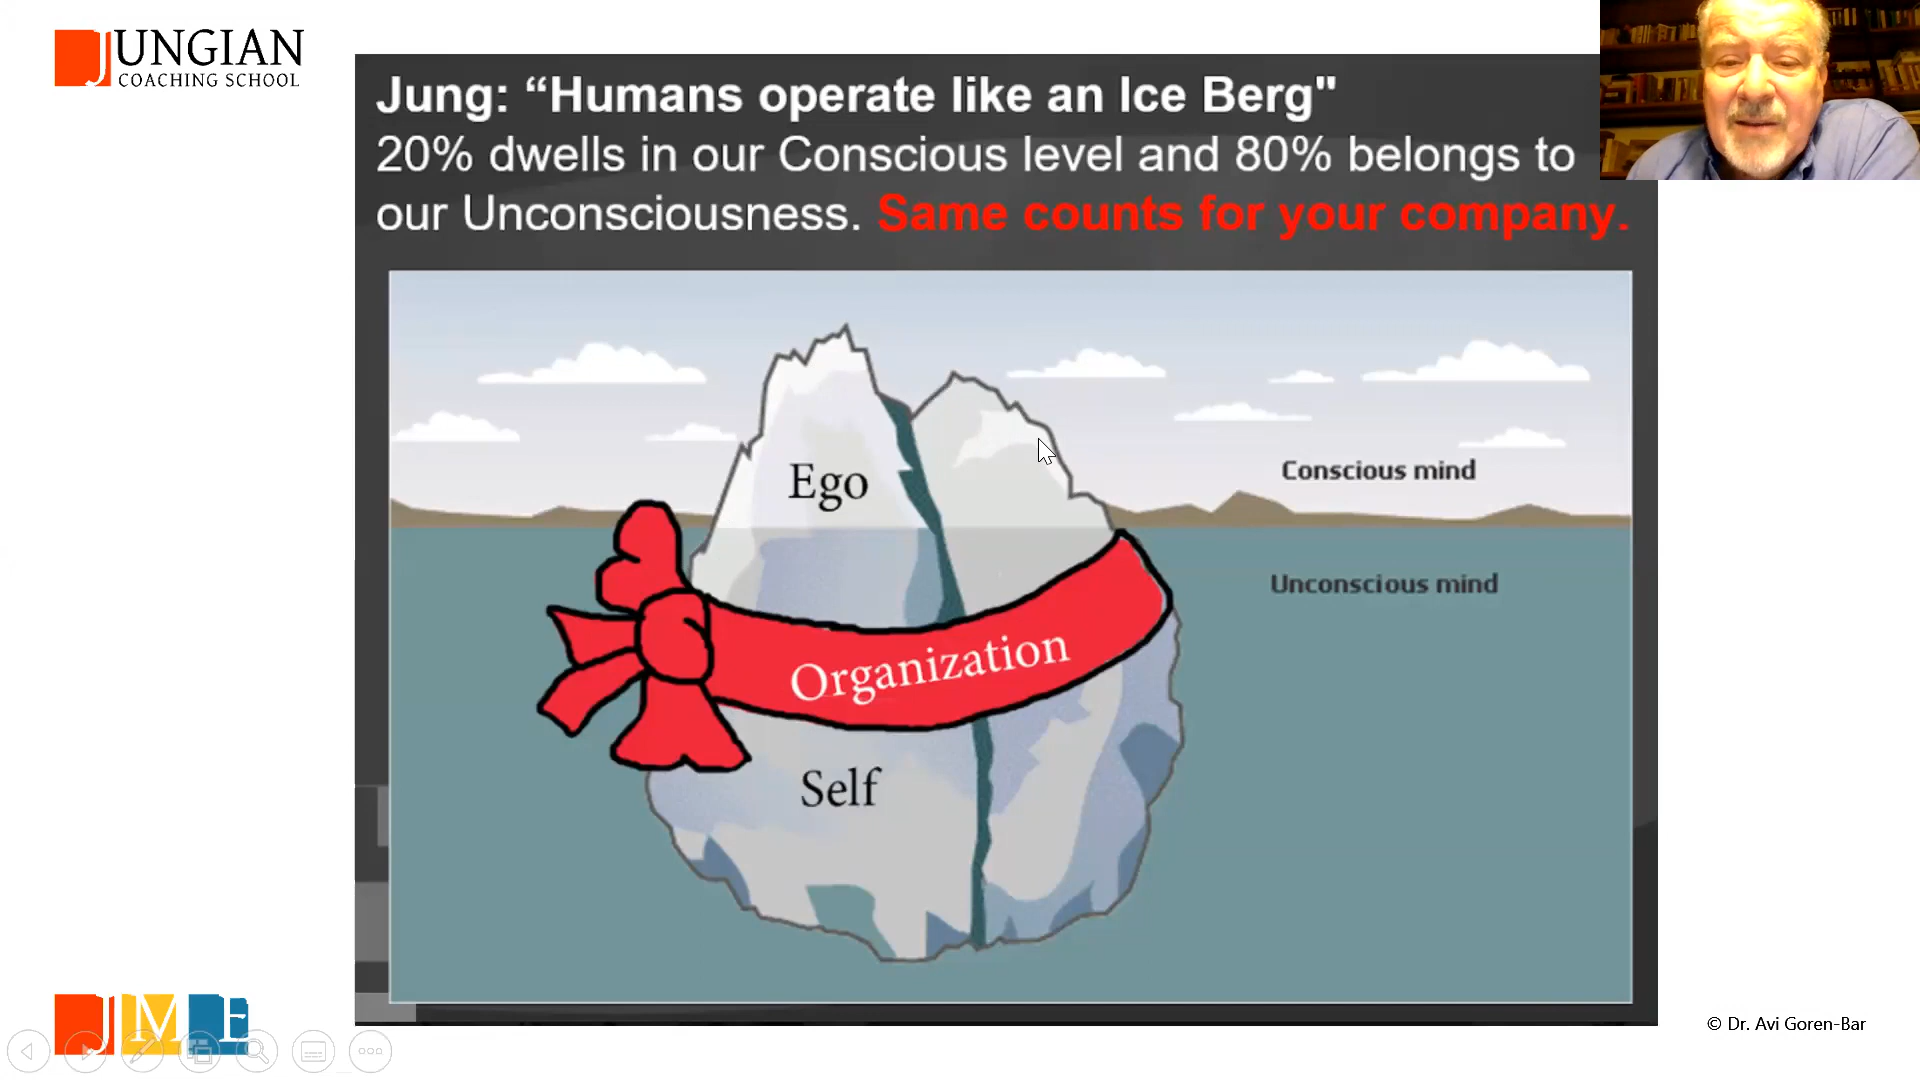 JUNGIAN
COACHING SCHOOL
Jung: “Humans operate like an Ice Berg"
20% dwells in our Conscious level and 80% belongs to
our Unconsciousness. Same counts for your company.
Ego
Conscious mind
Unconscious mind
Organization
Self
JME
© Dr. Avi Goren-Bar